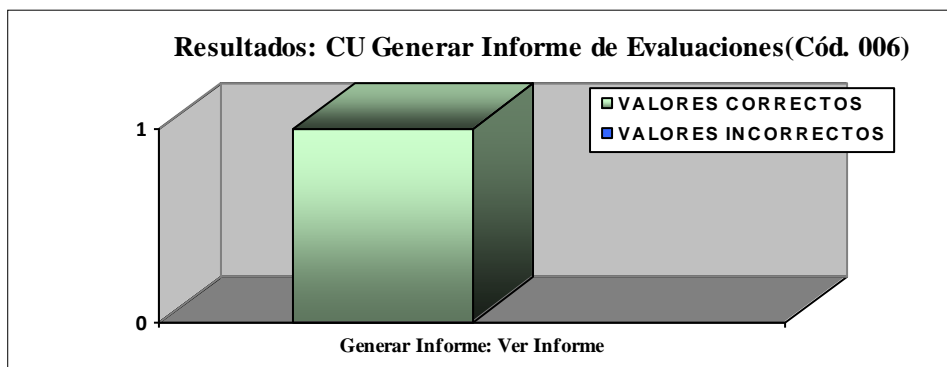 Resultados: CU Generar Informe de Evaluaciones(Cód. 006)
VALORES CORRECTOS
VALORES INCORRECTOS
1
0
Generar Informe: Ver Informe